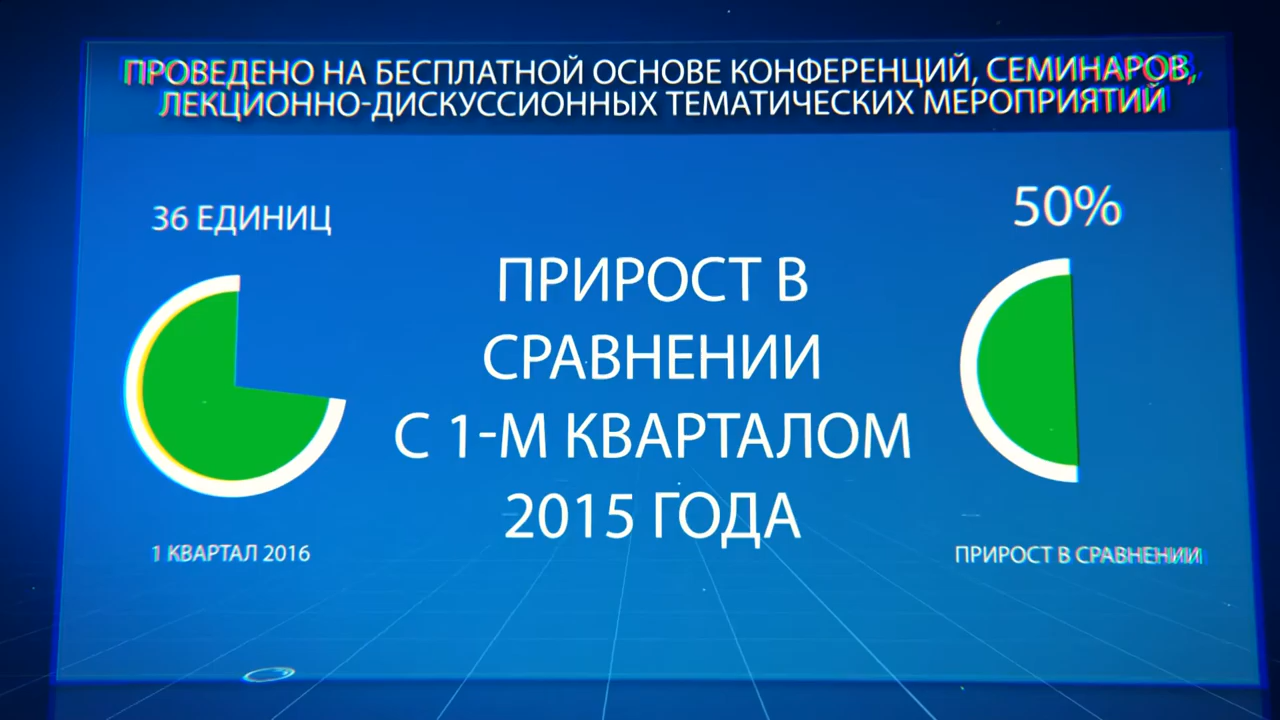 ПРОВЕДЕНО НА БЕСПЛАТНОЙ ОСНОВЕ КОНФЕРЕНЦИЙ, СЕМИНАРОВ,
ЛЕКЦИОННО-ДИСКУССИОННЫХ ТЕМАТИЧЕСКИХ МЕРОПРИЯТИЙ
36 ЕДИНИЦ
50%
ПРИРОСТ В
СРАВНЕНИИ
С 1-М КВАРТАЛОМ
2015 ГОДА
1 КВАРТАЛ 2016
ПРИРОСТ В СРАВНЕНИИ